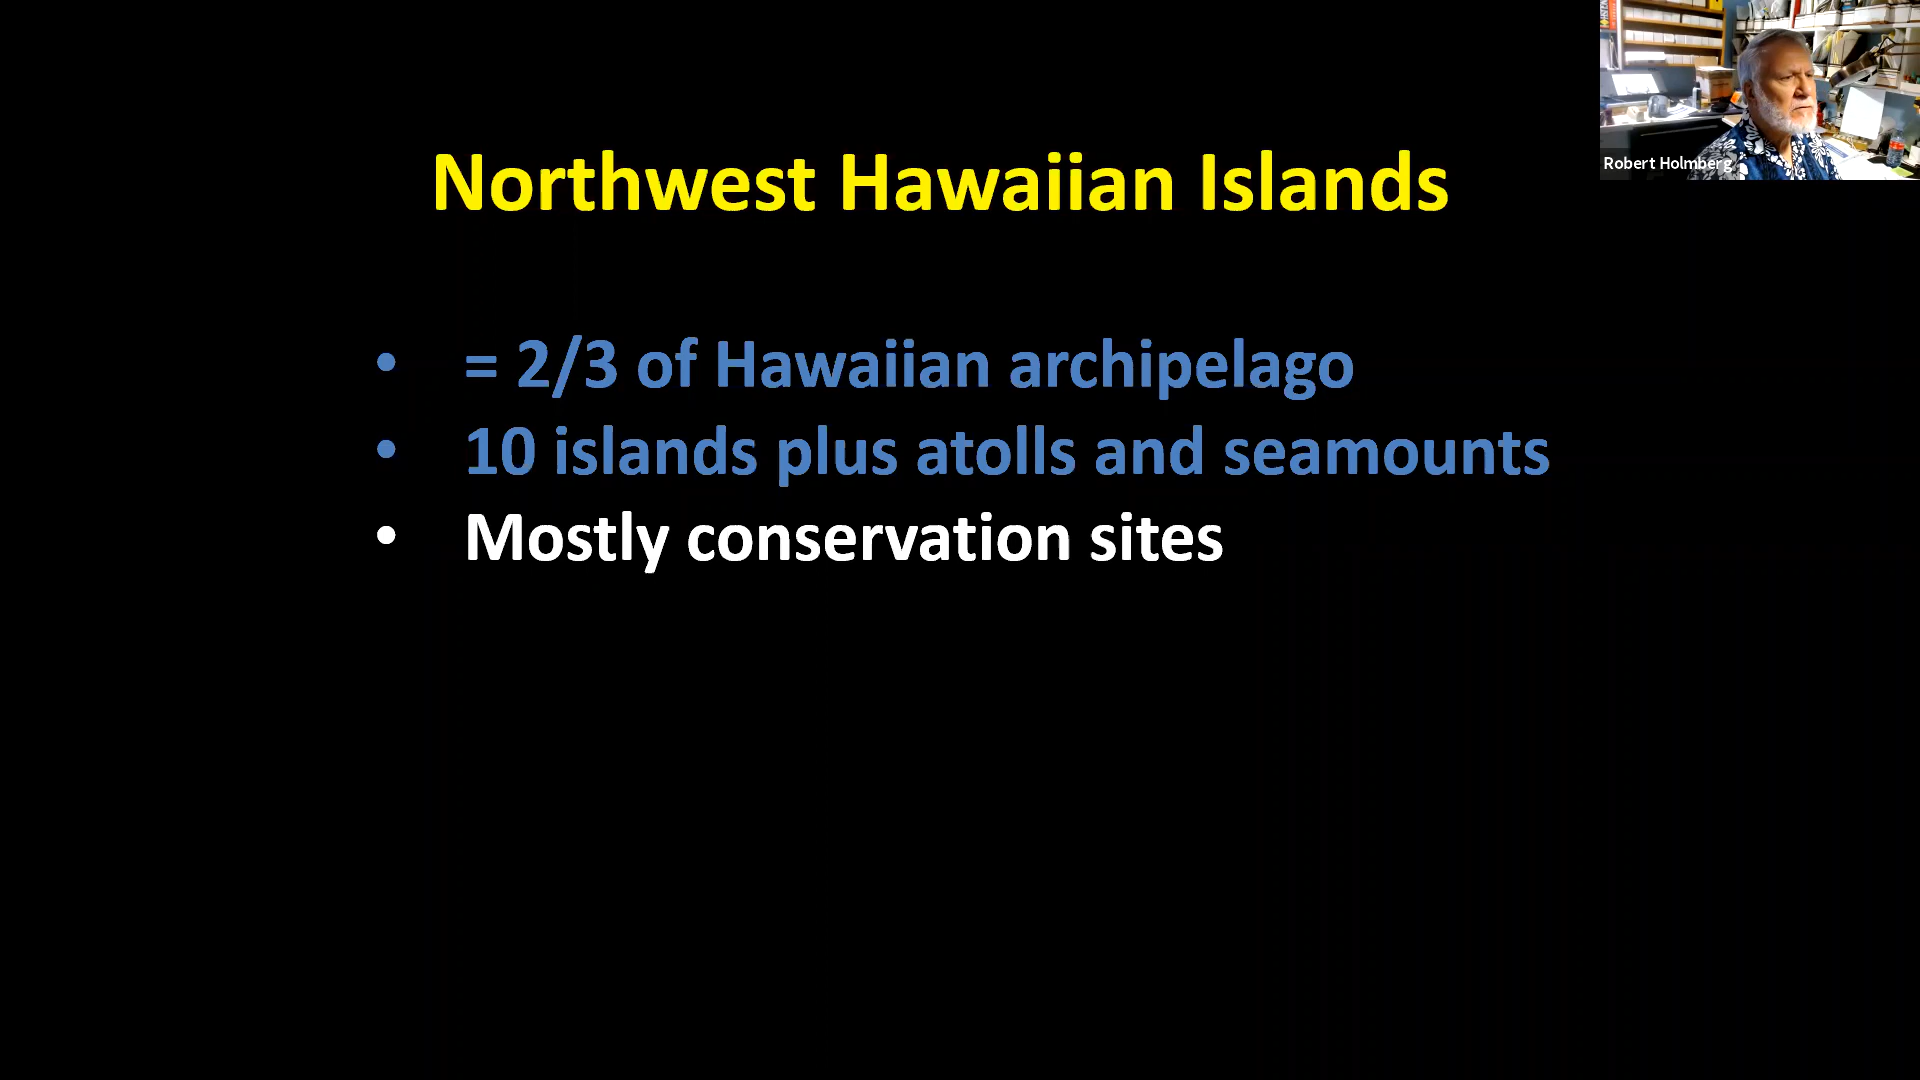 Northwest Hawaiian Islands
• = 2/3 of Hawaiian archipelago
• 10 islands plus atolls and seamounts
• Mostly conservation sites
Robert Holmberg